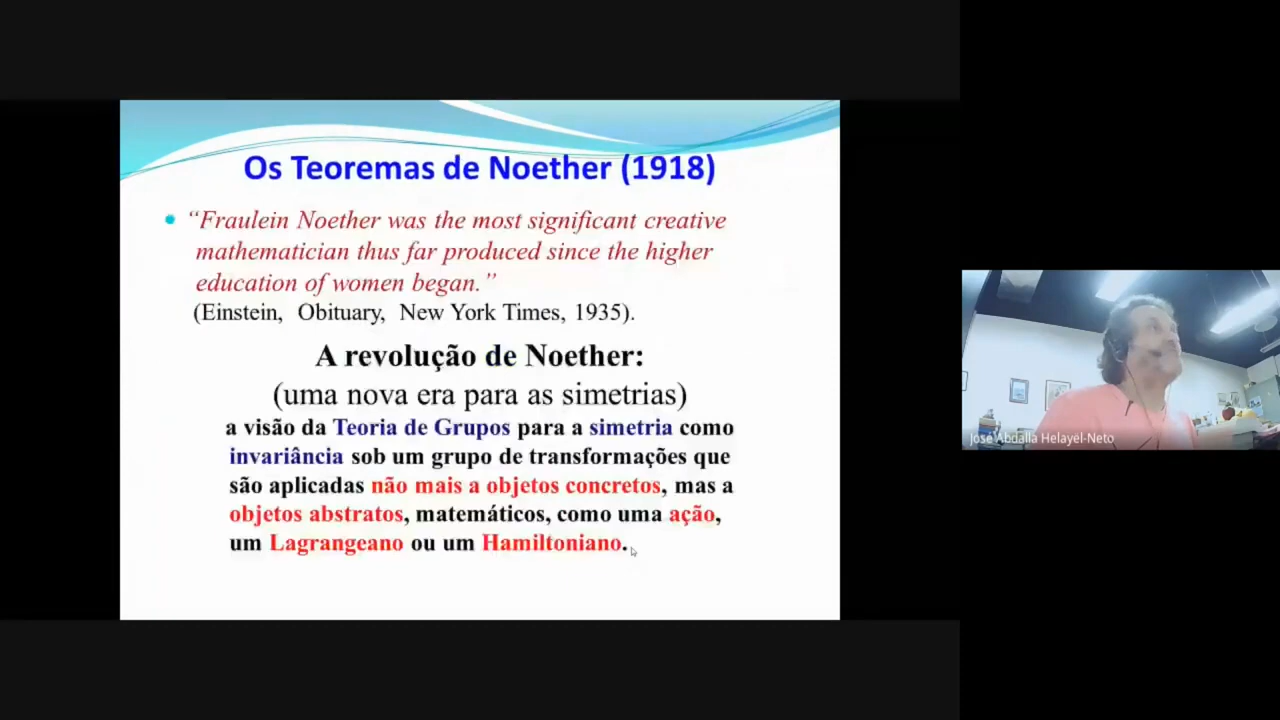 Os Teoremas de Noether (1918)
“Fraulein Noether was the most significant creative
mathematician thus far produced since the higher
education of women began.”
(Einstein, Obituary, New York Times, 1935).
A revolução de Noether:
(uma nova era para as simetrias)
a visão da Teoria de Grupos para a simetria como
invariância sob um grupo de transformações que
são aplicadas não mais a objetos concretos, mas a
objetos abstratos, matemáticos, como uma ação,
um Lagrangeano ou um Hamiltoniano.
José Abdalla Helayël-Neto